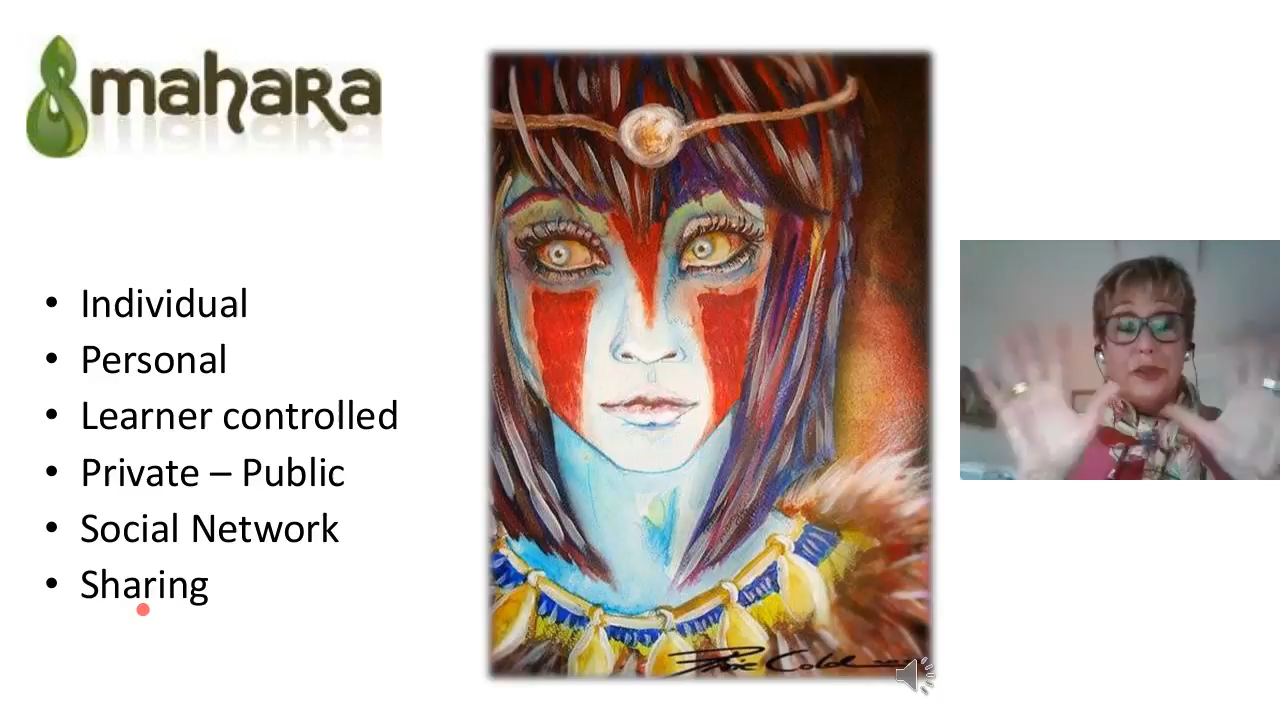 mahara
• Individual
• Personal
• Learner controlled
• Private – Public
• Social Network
• Sharing